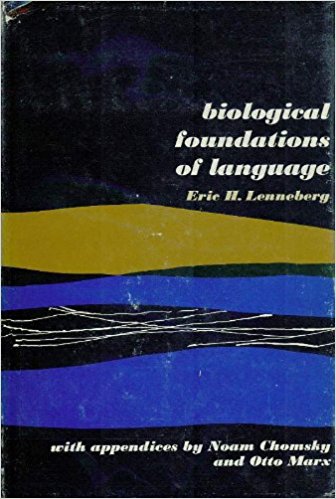 biological
foundations
of language
Eric H. Lenneberg
with appendices by Noam Chomsky
and Otto Marx